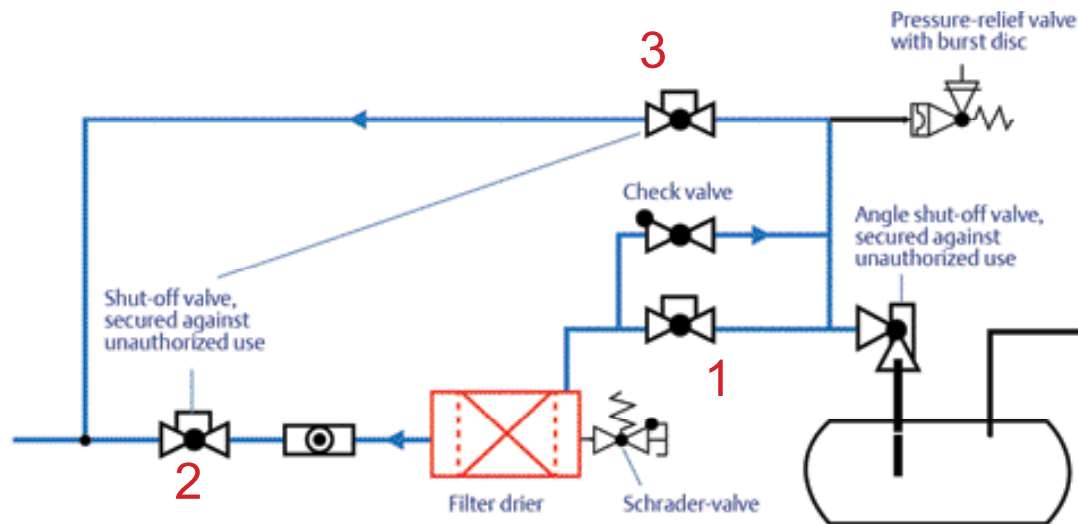 Pressure-relief valve
with burst disc
3
Check valve
Angle shut-off valve,
secured against
unauthorized use
Shut-off valve,
secured against
unauthorized use
1
2
Filter drier
Schrader-valve